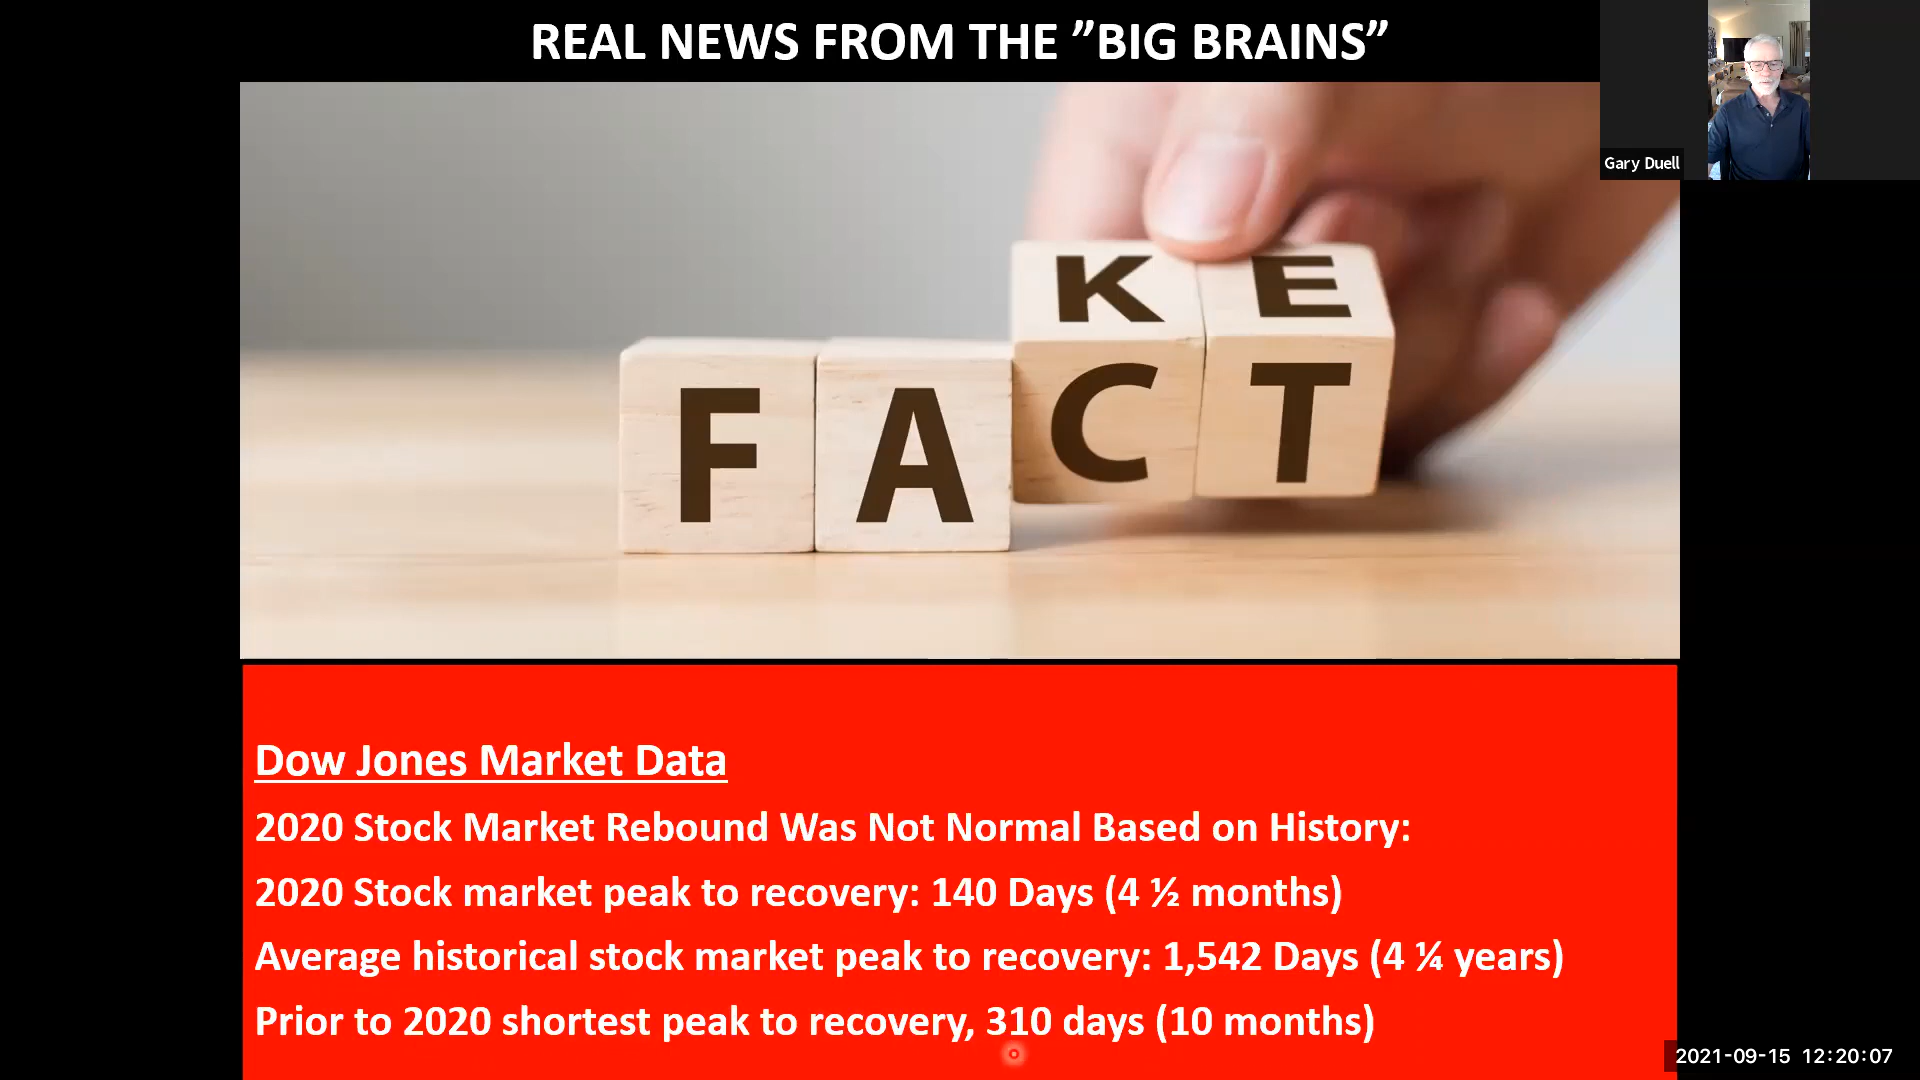 REAL NEWS FROM THE ”BIG BRAINS”
Gary Duell
K E
F A C T
Dow Jones Market Data
2020 Stock Market Rebound Was Not Normal Based on History:
2020 Stock market peak to recovery: 140 Days (4 ½ months)
Average historical stock market peak to recovery: 1,542 Days (4 ¼ years)
Prior to 2020 shortest peak to recovery, 310 days (10 months)
2021-09-15 12:20:07